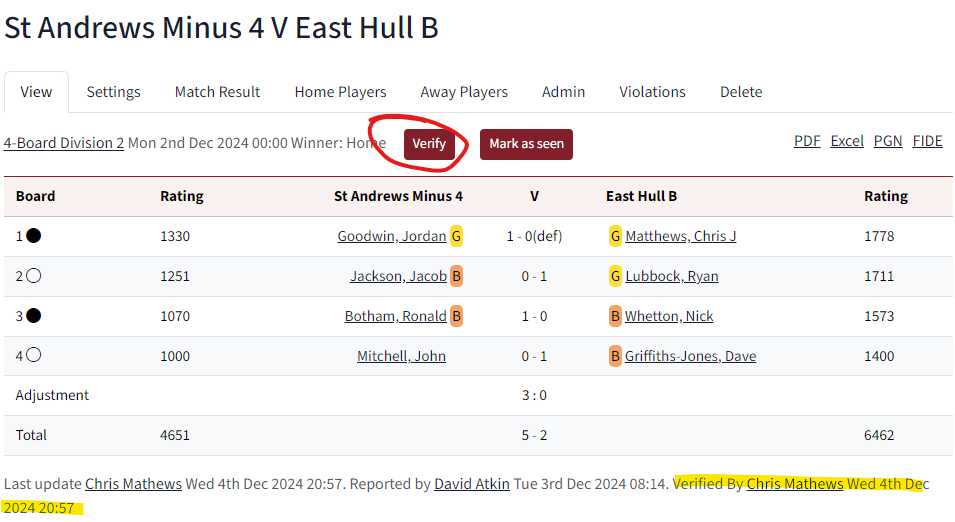 St Andrews Minus 4 V East Hull B
View Settings Match Result Home Players Away Players Admin Violations Delete
4-Board Division 2 Mon 2nd Dec 2024 00:00 Winner: Home Verify Mark as seen PDF Excel PGN FIDE
Board Rating St Andrews Minus 4 V East Hull B Rating
1 1330 Goodwin, Jordan G 1 - 0(def) G Matthews, Chris J 1778
2 1251 Jackson, Jacob B 0 - 1 G Lubbock, Ryan 1711
3 1070 Botham, Ronald B 1 - 0 B Whetton, Nick 1573
4 1000 Mitchell, John 0 - 1 B Griffiths-Jones, Dave 1400
Adjustment 3 : 0
Total 4651 5 - 2 6462
Last update Chris Mathews Wed 4th Dec 2024 20:57. Reported by David Atkin Tue 3rd Dec 2024 08:14. Verified By Chris Mathews Wed 4th Dec
2024 20:57